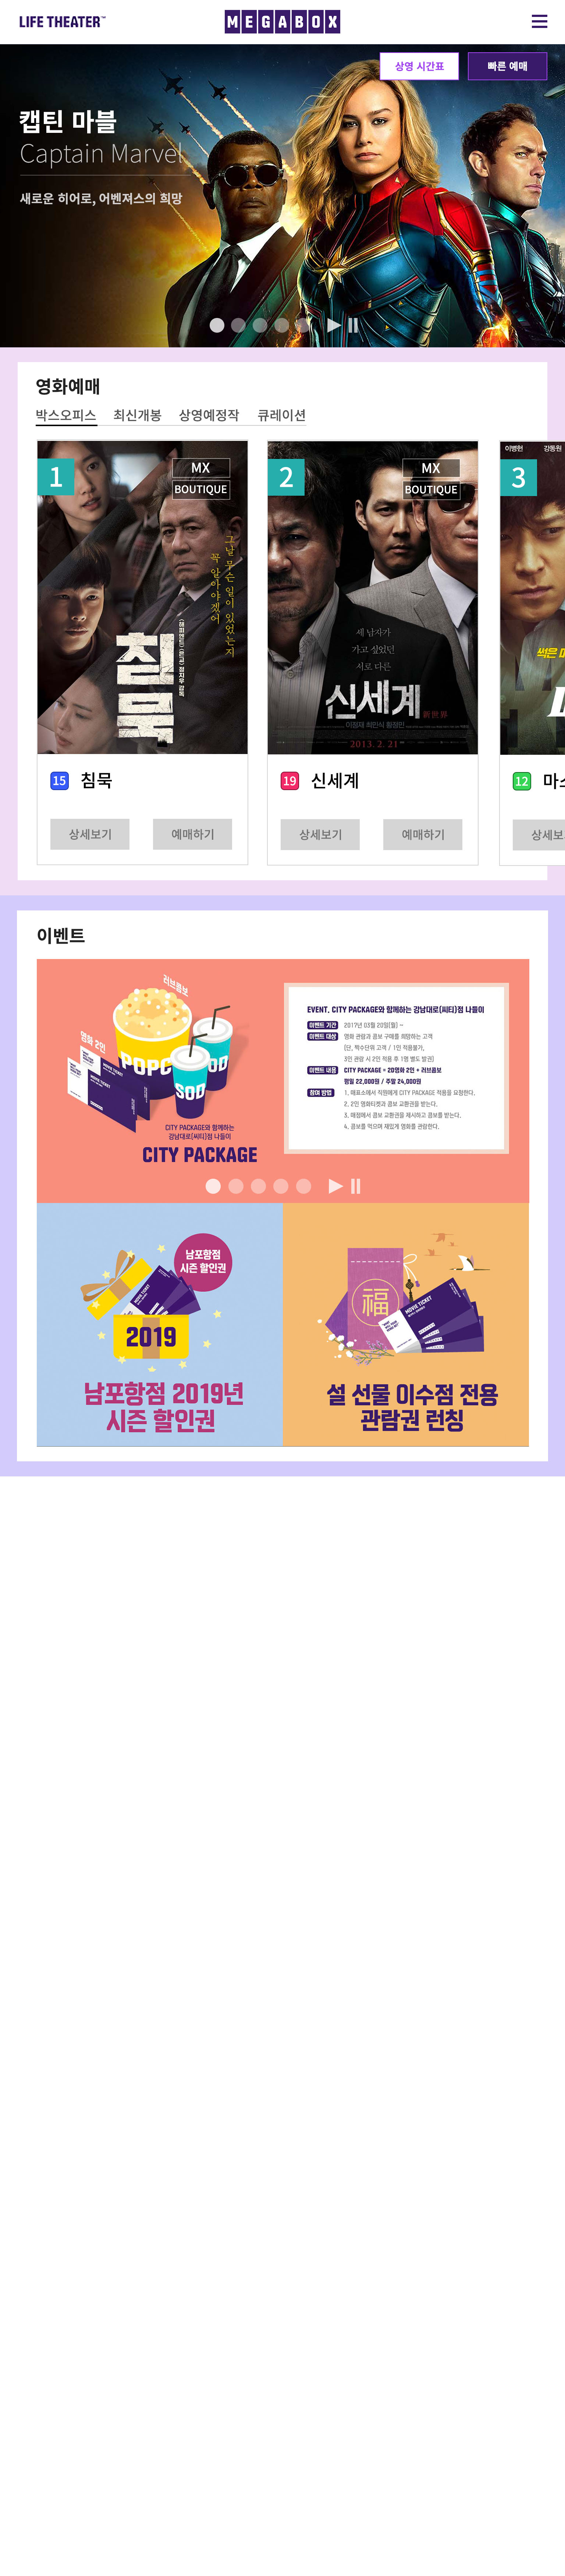 LIFE THEATER™
MEGABOX
상영 시간표
빠른 예매
캡틴 마블
Captain Marvel
새로운 히어로, 어벤져스의 희망
영화예매
박스오피스 최신개봉 상영예정작 큐레이션
1
MX
BOUTIQUE
그날 무슨 일이 있었는지
꼭 알아야겠어
침묵
15 침묵
상세보기 예매하기
2
MX
BOUTIQUE
세 남자가
가고 싶었던
서로 다른
신세계
新世界
이정재 최민식 황정민
2013. 2. 21
19 신세계
상세보기 예매하기
이병헌 강동원
3
썩은
12 마스
상세보
이벤트
러브콤보
영화 2인
POPC
SOD
SOD
CITY PACKAGE와 함께하는
강남대로(씨티)점 나들이
CITY PACKAGE
EVENT. CITY PACKAGE와 함께하는 강남대로(씨티)점 나들이
이벤트 기간 2017년 03월 20일(월) ~
이벤트 대상 영화 관람과 콤보 구매를 희망하는 고객
(단, 짝수단위 고객 / 1인 적용불가,
3인 관람 시 2인 적용 후 1명 별도 발권)
이벤트 내용 CITY PACKAGE = 2D영화 2인 + 러브콤보
평일 22,000원 / 주말 24,000원
참여 방법 1. 매표소에서 직원에게 CITY PACKAGE 적용을 요청한다.
2. 2인 영화티켓과 콤보 교환권을 받는다.
3. 매점에서 콤보 교환권을 제시하고 콤보를 받는다.
4. 콤보를 먹으며 재밌게 영화를 관람한다.
남포항점
시즌 할인권
MOVIE TICKET
2019
남포항점 2019년
시즌 할인권
福
MOVIE TICKET
설 선물 이수점 전용
관람권 런칭